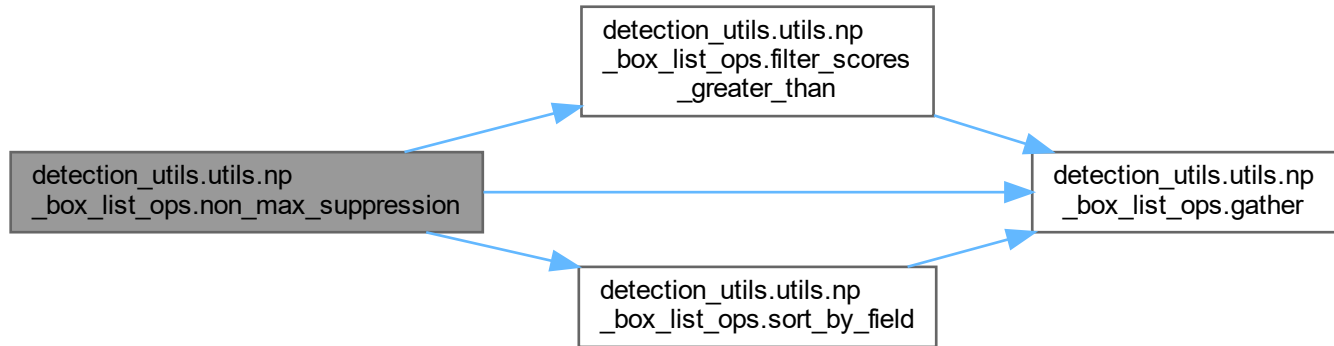 detection_utils.utils.np
_box_list_ops.non_max_suppression
detection_utils.utils.np
_box_list_ops.filter_scores
_greater_than
detection_utils.utils.np
_box_list_ops.sort_by_field
detection_utils.utils.np
_box_list_ops.gather